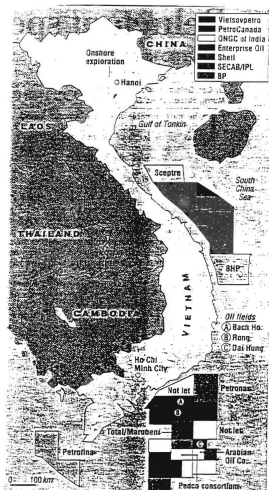 Vietsovpetro
PetroCanada
ONGC of India
Enterprise Oil
Shell
SECAB/IPL
BP
CHINA
Onshore
exploration
Hanoi
LAOS
Gulf of Tonkin
Sceptre
South
China
Sea
THAILAND
BHP
VIETNAM
CAMBODIA
Oil fields
A Bach Ho
B Rong
C Dai Hung
Ho Chi
Minh City
Not let
Petronas
A
B
Total/Marubeni
Not let
C
Petrofina
Arabian
Oil Co
0 100 km
Pedco consortium